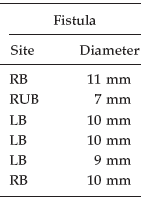 Fistula
Site Diameter
RB 11 mm
RUB 7 mm
LB 10 mm
LB 10 mm
LB 9 mm
RB 10 mm